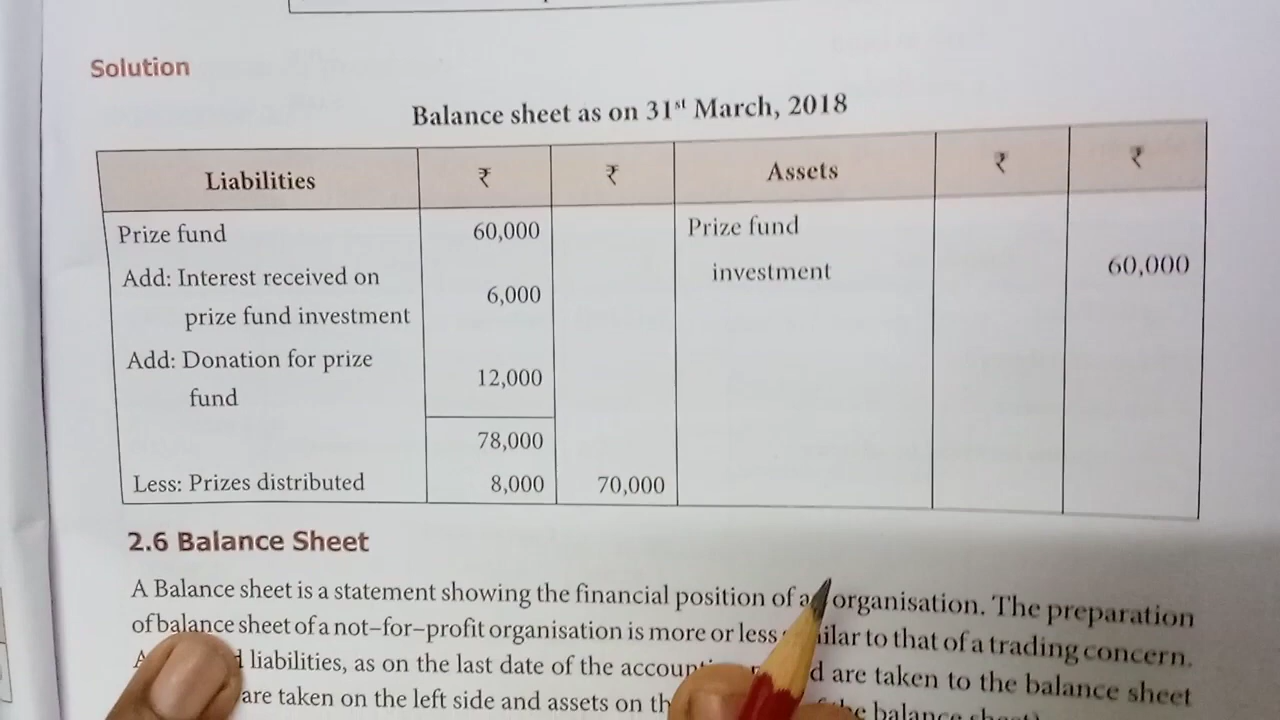 Solution
Balance sheet as on 31st March, 2018
Liabilities ₹ ₹ Assets ₹ ₹
Prize fund 60,000 Prize fund
Add: Interest received on investment 60,000
6,000
prize fund investment
Add: Donation for prize
12,000
fund
78,000
Less: Prizes distributed 8,000 70,000
2.6 Balance Sheet
A Balance sheet is a statement showing the financial position of organisation. The preparation
of balance sheet of a not–for–profit organisation is more or less to that of a trading concern.
liabilities, as on the last date of the are taken to the balance sheet
are taken on the left side and assets on balance